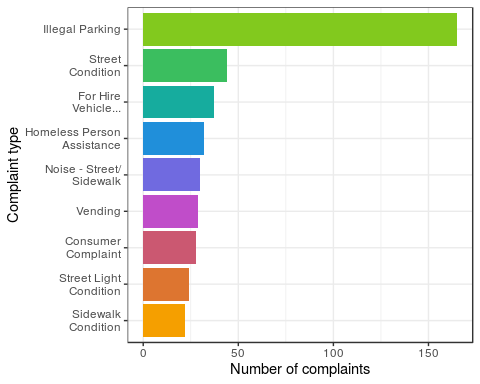 Illegal Parking
Street
Condition
For Hire
Vehicle...
Homeless Person
Assistance
Noise - Street/
Sidewalk
Vending
Consumer
Complaint
Street Light
Condition
Sidewalk
Condition
Complaint type
0 50 100 150
Number of complaints